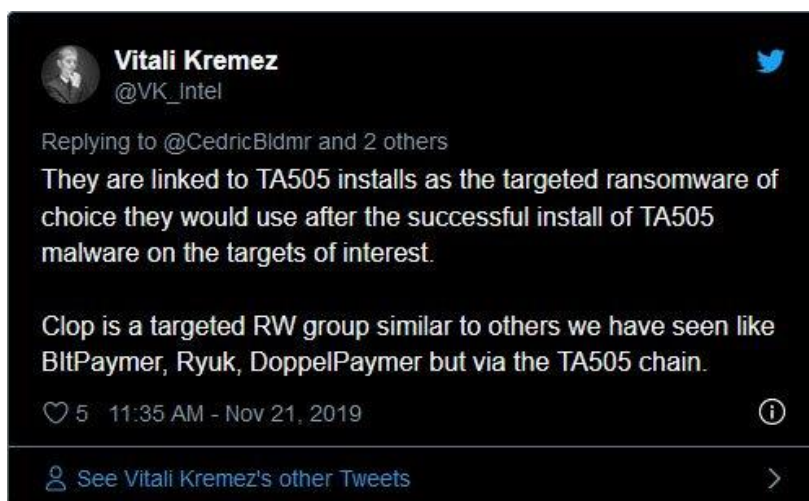 Vitali Kremez
@VK_Intel
Replying to @CedricBldmr and 2 others
They are linked to TA505 installs as the targeted ransomware of
choice they would use after the successful install of TA505
malware on the targets of interest.
Clop is a targeted RW group similar to others we have seen like
BItPaymer, Ryuk, DoppelPaymer but via the TA505 chain.
5 11:35 AM - Nov 21, 2019
See Vitali Kremez's other Tweets